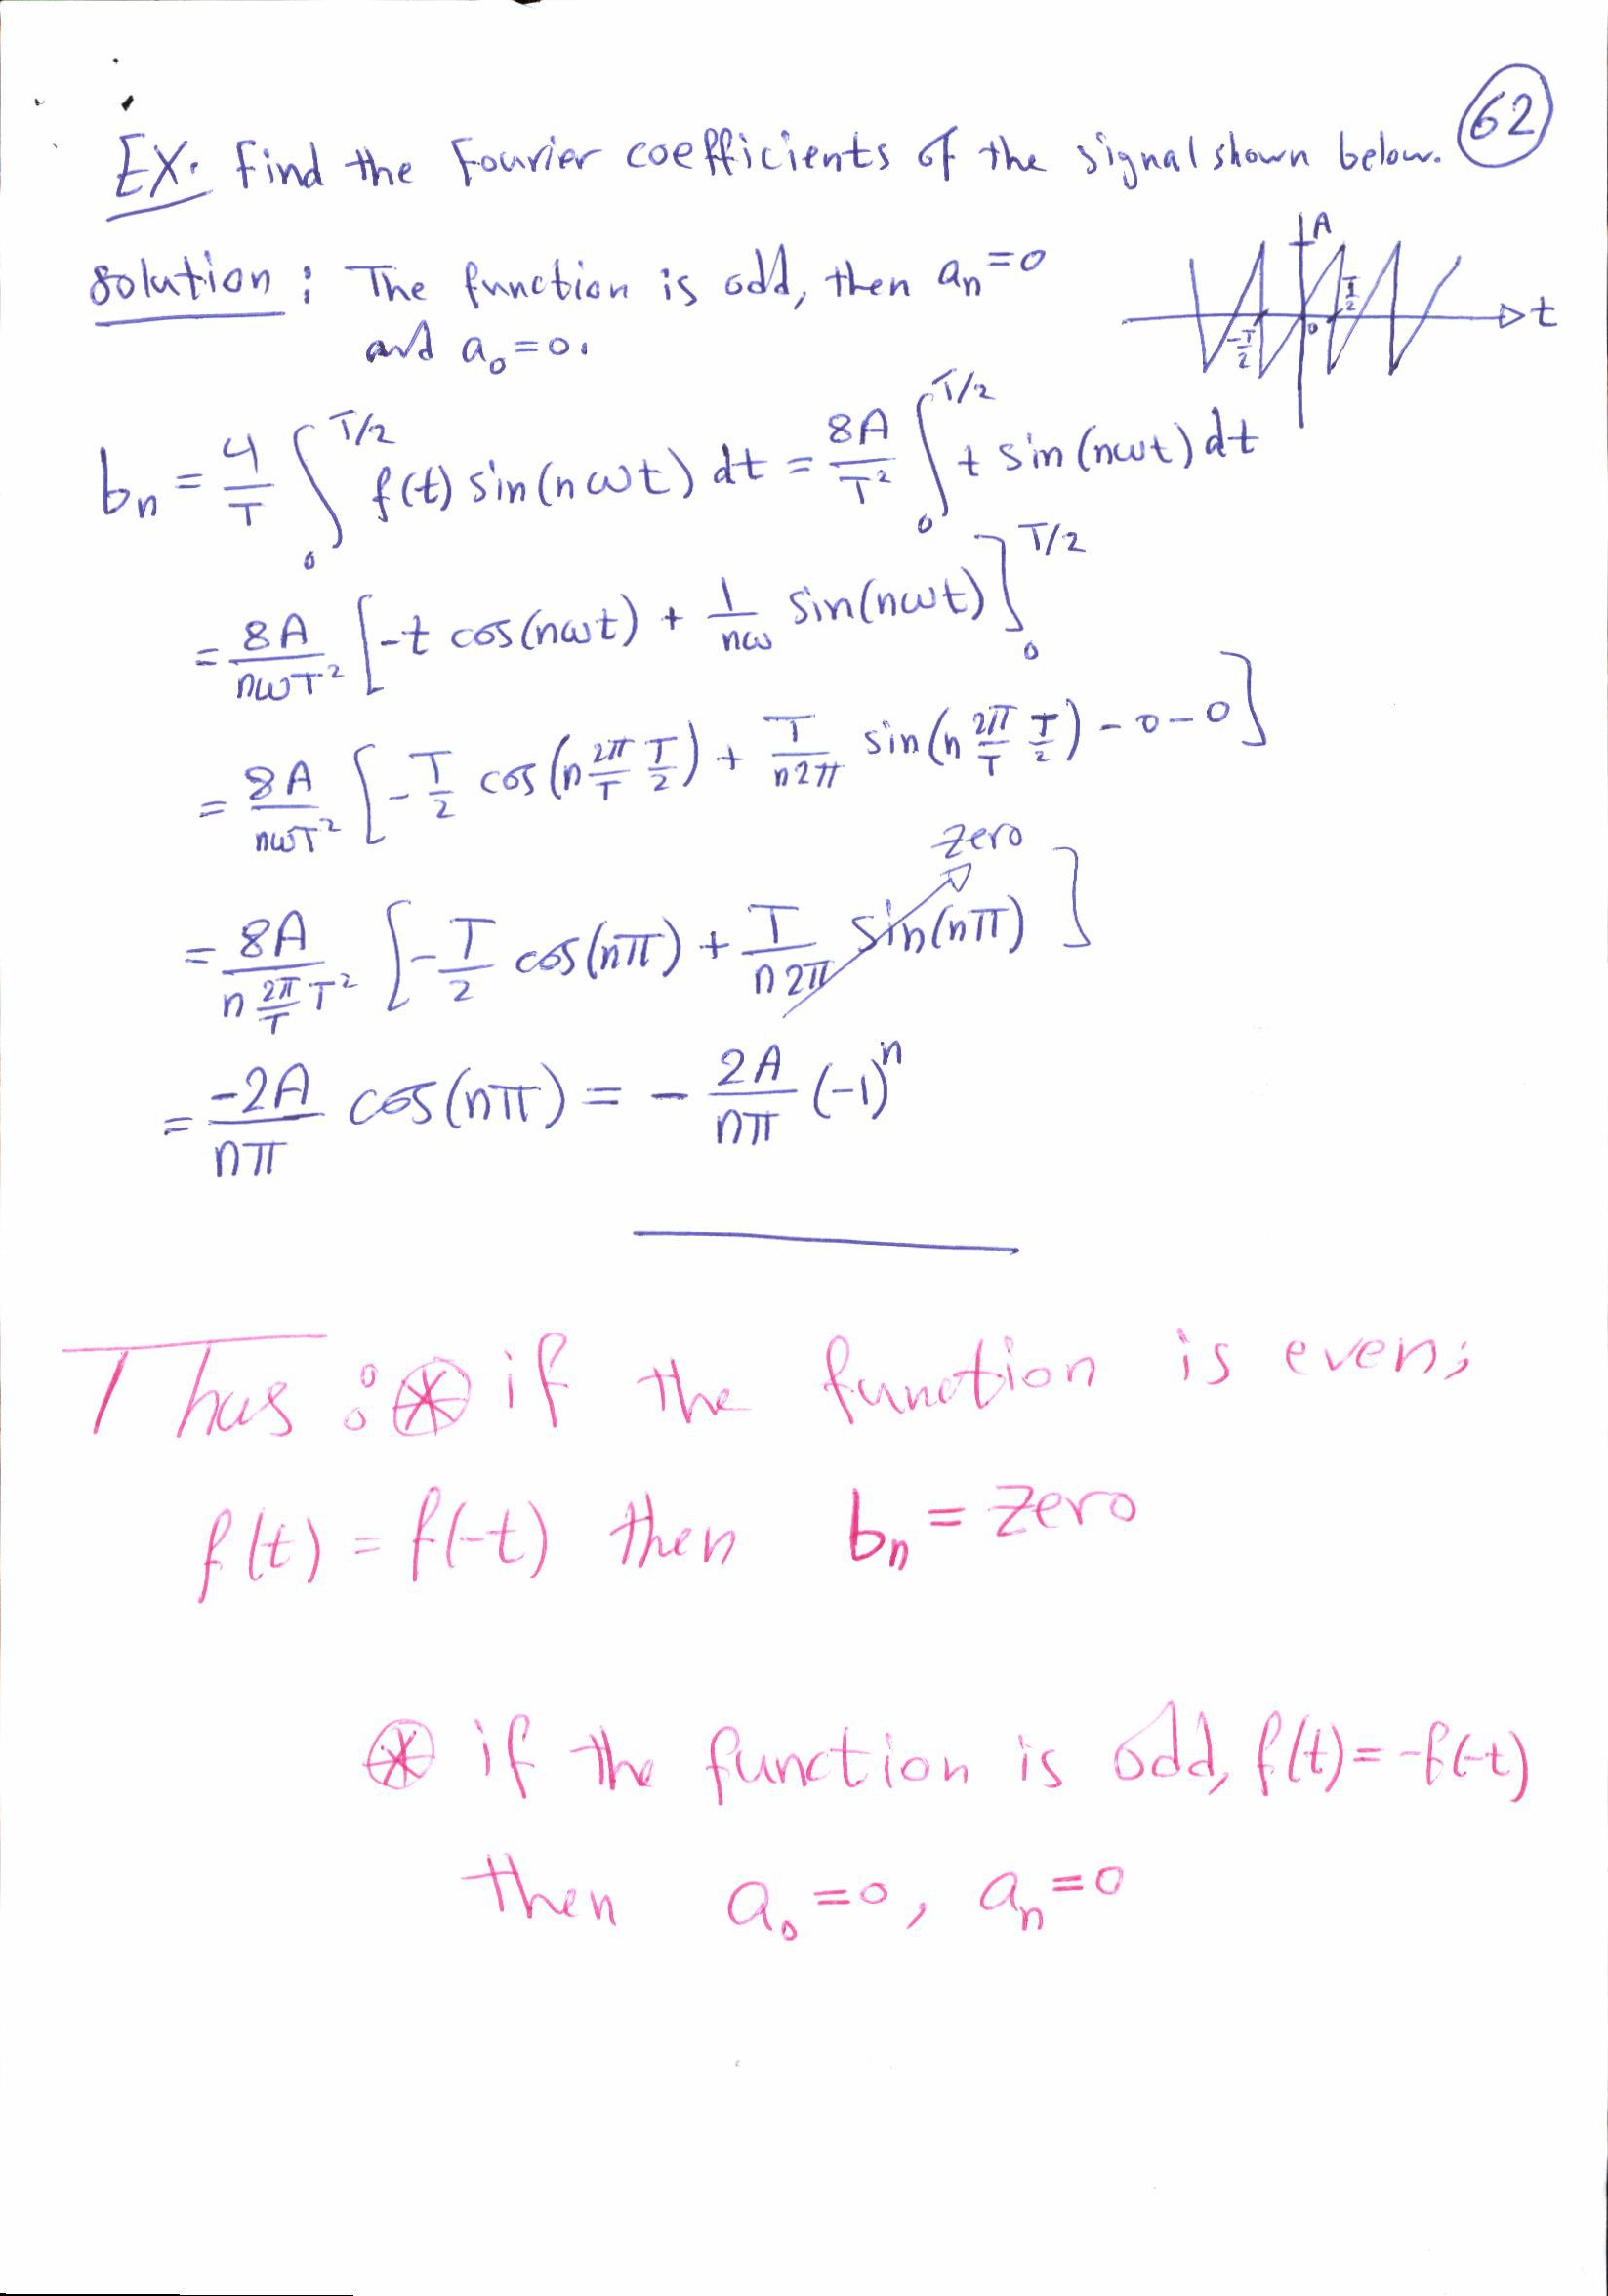 62
EX. Find the Fourier coefficients of the signal shown below.
Solution : The function is odd, then aₙ=0
and a₀=0.
A
T/2
-T/2
0
t
bₙ = 4/T ∫₀^(T/2) f(t) sin(nωt) dt = 8A/T² ∫₀^(T/2) t sin(nωt) dt
= 8A/(nωT²) [-t cos(nωt) + 1/(nω) sin(nωt)]₀^(T/2)
= 8A/(nωT²) [-T/2 cos(n 2π/T T/2) + T/(n2π) sin(n 2π/T T/2) - 0 - 0]
zero
= 8A/(n 2π/T T²) [-T/2 cos(nπ) + T/(n2π) sin(nπ)]
= -2A/(nπ) cos(nπ) = - 2A/(nπ) (-1)ⁿ
Thus : ⊛ if the function is even;
f(t) = f(-t) then bₙ = zero
⊛ if the function is odd, f(t) = -f(-t)
then a₀=0, aₙ=0